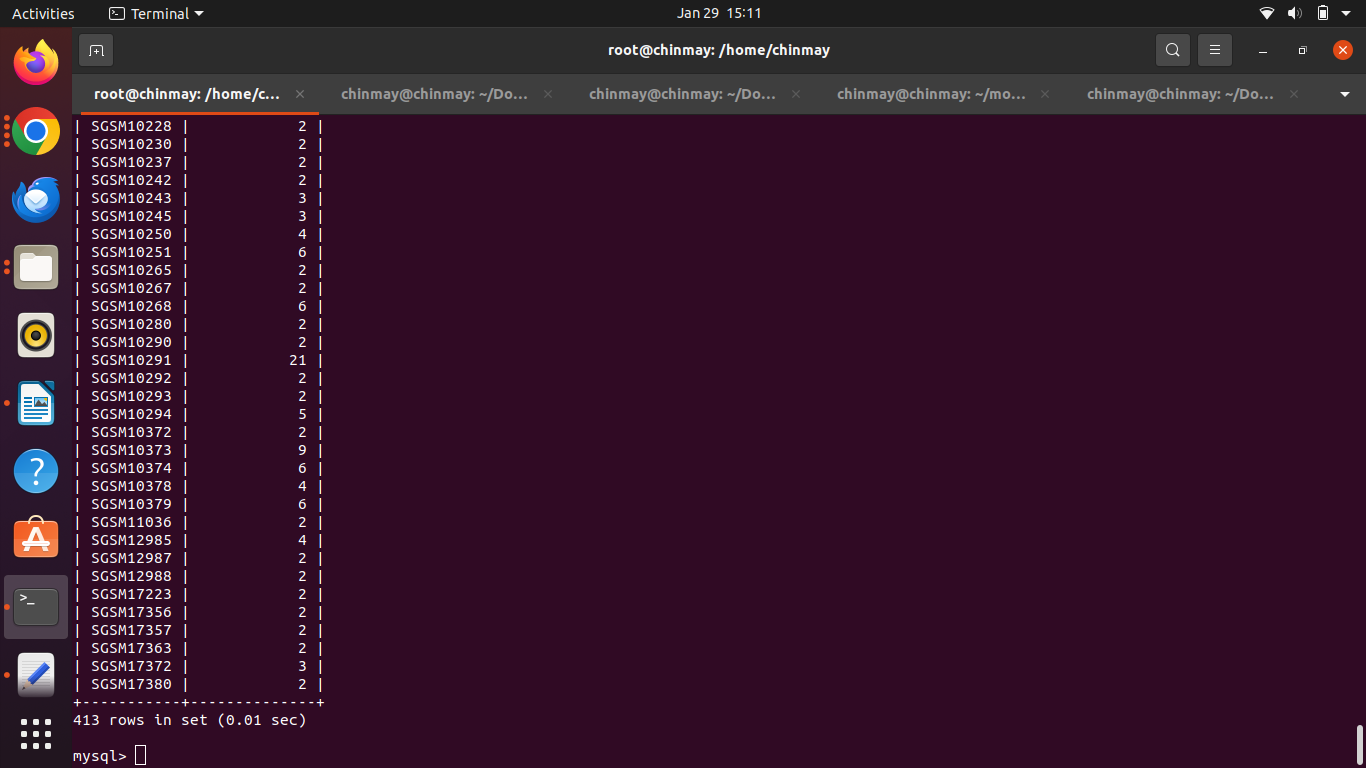 Activities
Terminal
Jan 29 15:11
root@chinmay: /home/chinmay
root@chinmay: /home/c...
chinmay@chinmay: ~/Do...
chinmay@chinmay: ~/Do...
chinmay@chinmay: ~/mo...
chinmay@chinmay: ~/Do...
| SGSM10228 | 2 |
| SGSM10230 | 2 |
| SGSM10237 | 2 |
| SGSM10242 | 2 |
| SGSM10243 | 3 |
| SGSM10245 | 3 |
| SGSM10250 | 4 |
| SGSM10251 | 6 |
| SGSM10265 | 2 |
| SGSM10267 | 2 |
| SGSM10268 | 6 |
| SGSM10280 | 2 |
| SGSM10290 | 2 |
| SGSM10291 | 21 |
| SGSM10292 | 2 |
| SGSM10293 | 2 |
| SGSM10294 | 5 |
| SGSM10372 | 2 |
| SGSM10373 | 9 |
| SGSM10374 | 6 |
| SGSM10378 | 4 |
| SGSM10379 | 6 |
| SGSM11036 | 2 |
| SGSM12985 | 4 |
| SGSM12987 | 2 |
| SGSM12988 | 2 |
| SGSM17223 | 2 |
| SGSM17356 | 2 |
| SGSM17357 | 2 |
| SGSM17363 | 2 |
| SGSM17372 | 3 |
| SGSM17380 | 2 |
+-----------+--------------+
413 rows in set (0.01 sec)
mysql>